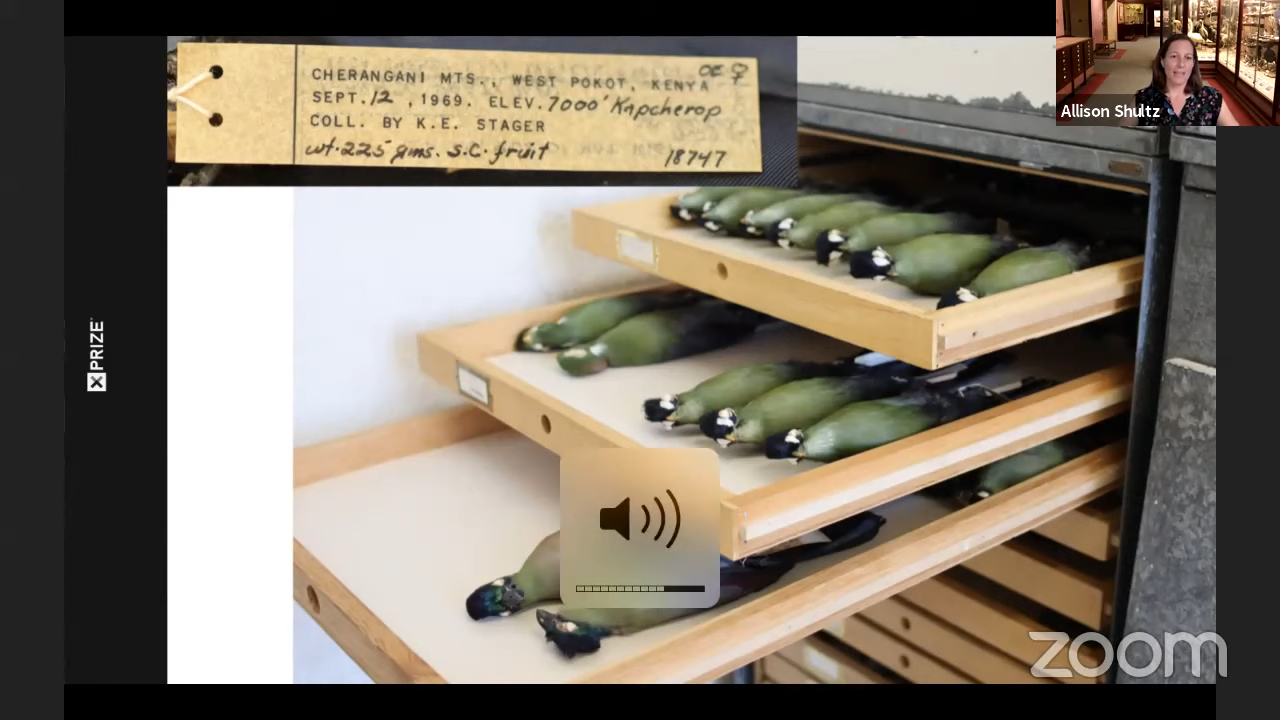 CHERANGANI MTS., WEST POKOT, KENYA
OE ♀
SEPT. 12, 1969. ELEV. 7000' Kapcherop
COLL. BY K.E. STAGER
wt. 225 gms. S.C. fruit
18747
Allison Shultz
XPRIZE
zoom